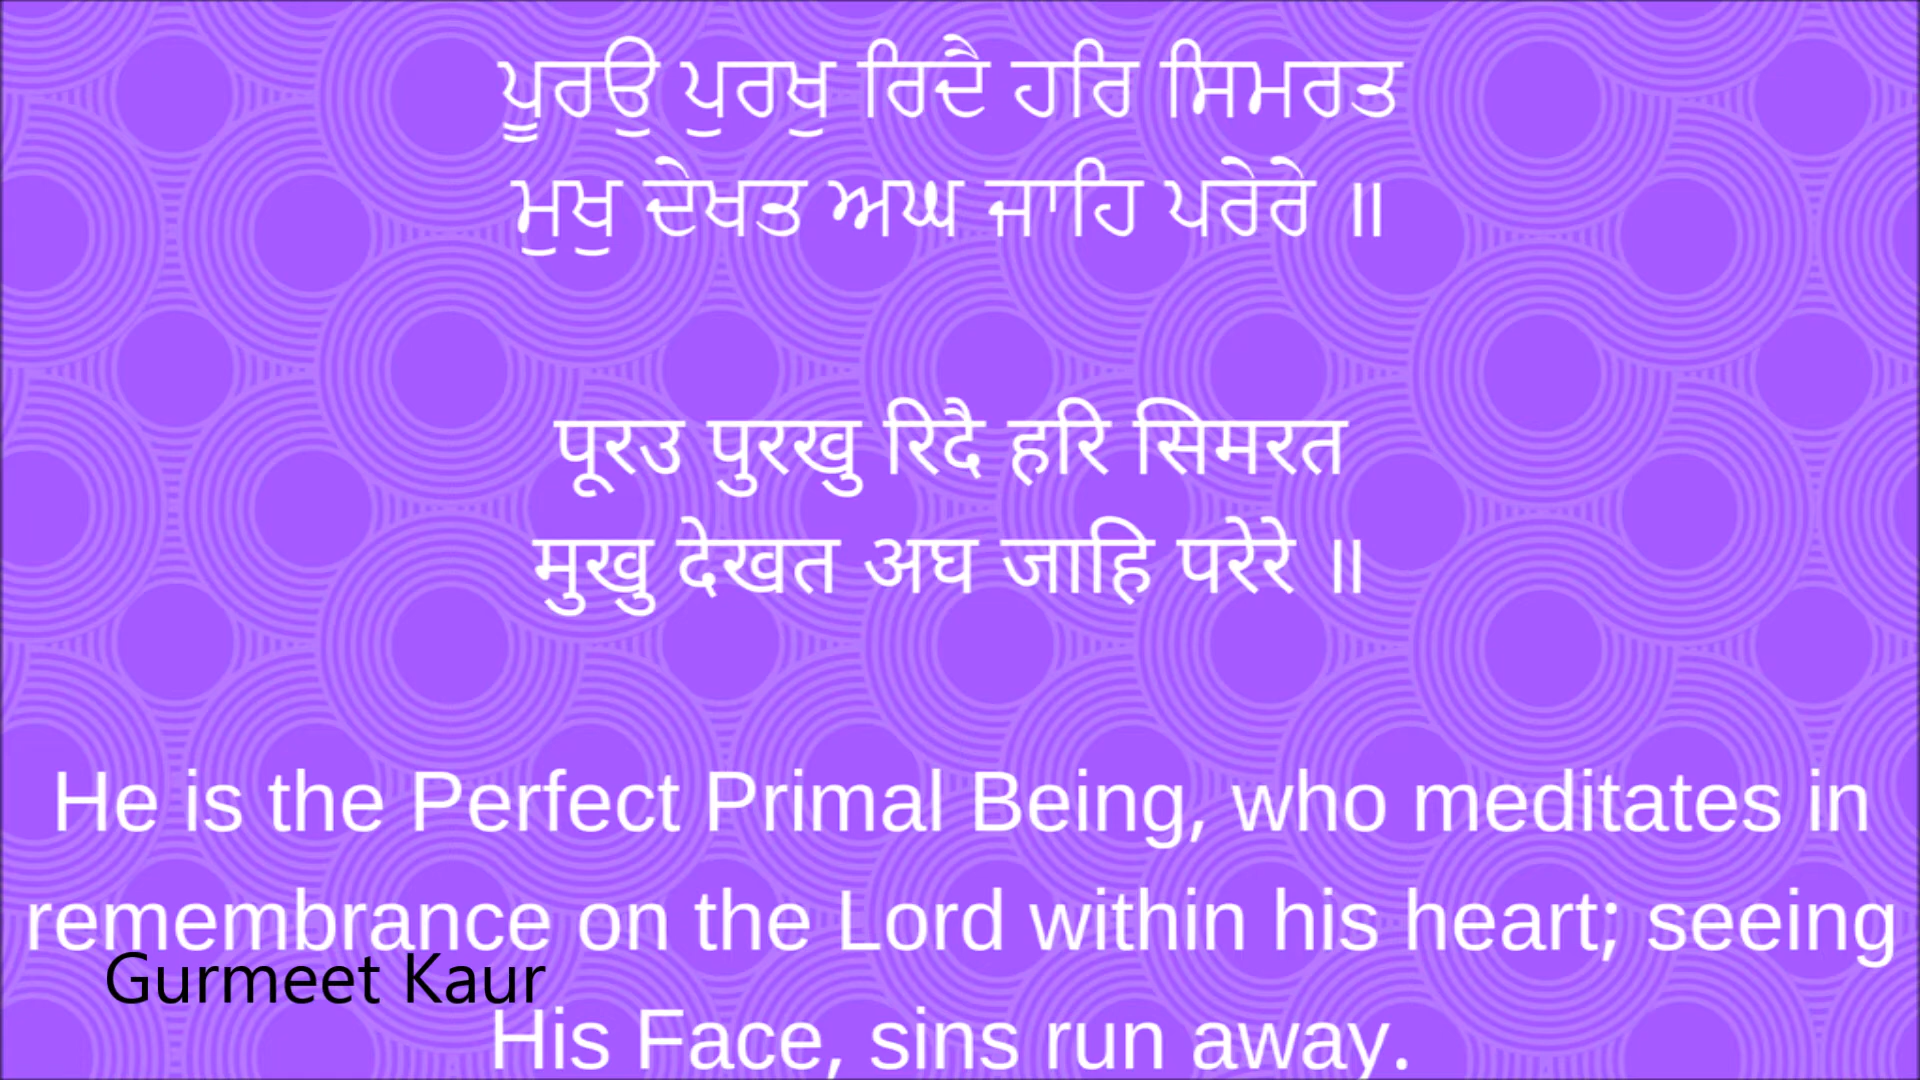 ਪੂਰਉ ਪੁਰਖੁ ਰਿਦੈ ਹਰਿ ਸਿਮਰਤ
ਮੁਖੁ ਦੇਖਤ ਅਘ ਜਾਹਿ ਪਰੇਰੇ ॥
पूरउ पुरखु रिदै हरि सिमरत
मुखु देखत अघ जाहि परेरे ॥
He is the Perfect Primal Being, who meditates in
remembrance on the Lord within his heart; seeing
Gurmeet Kaur
His Face, sins run away.